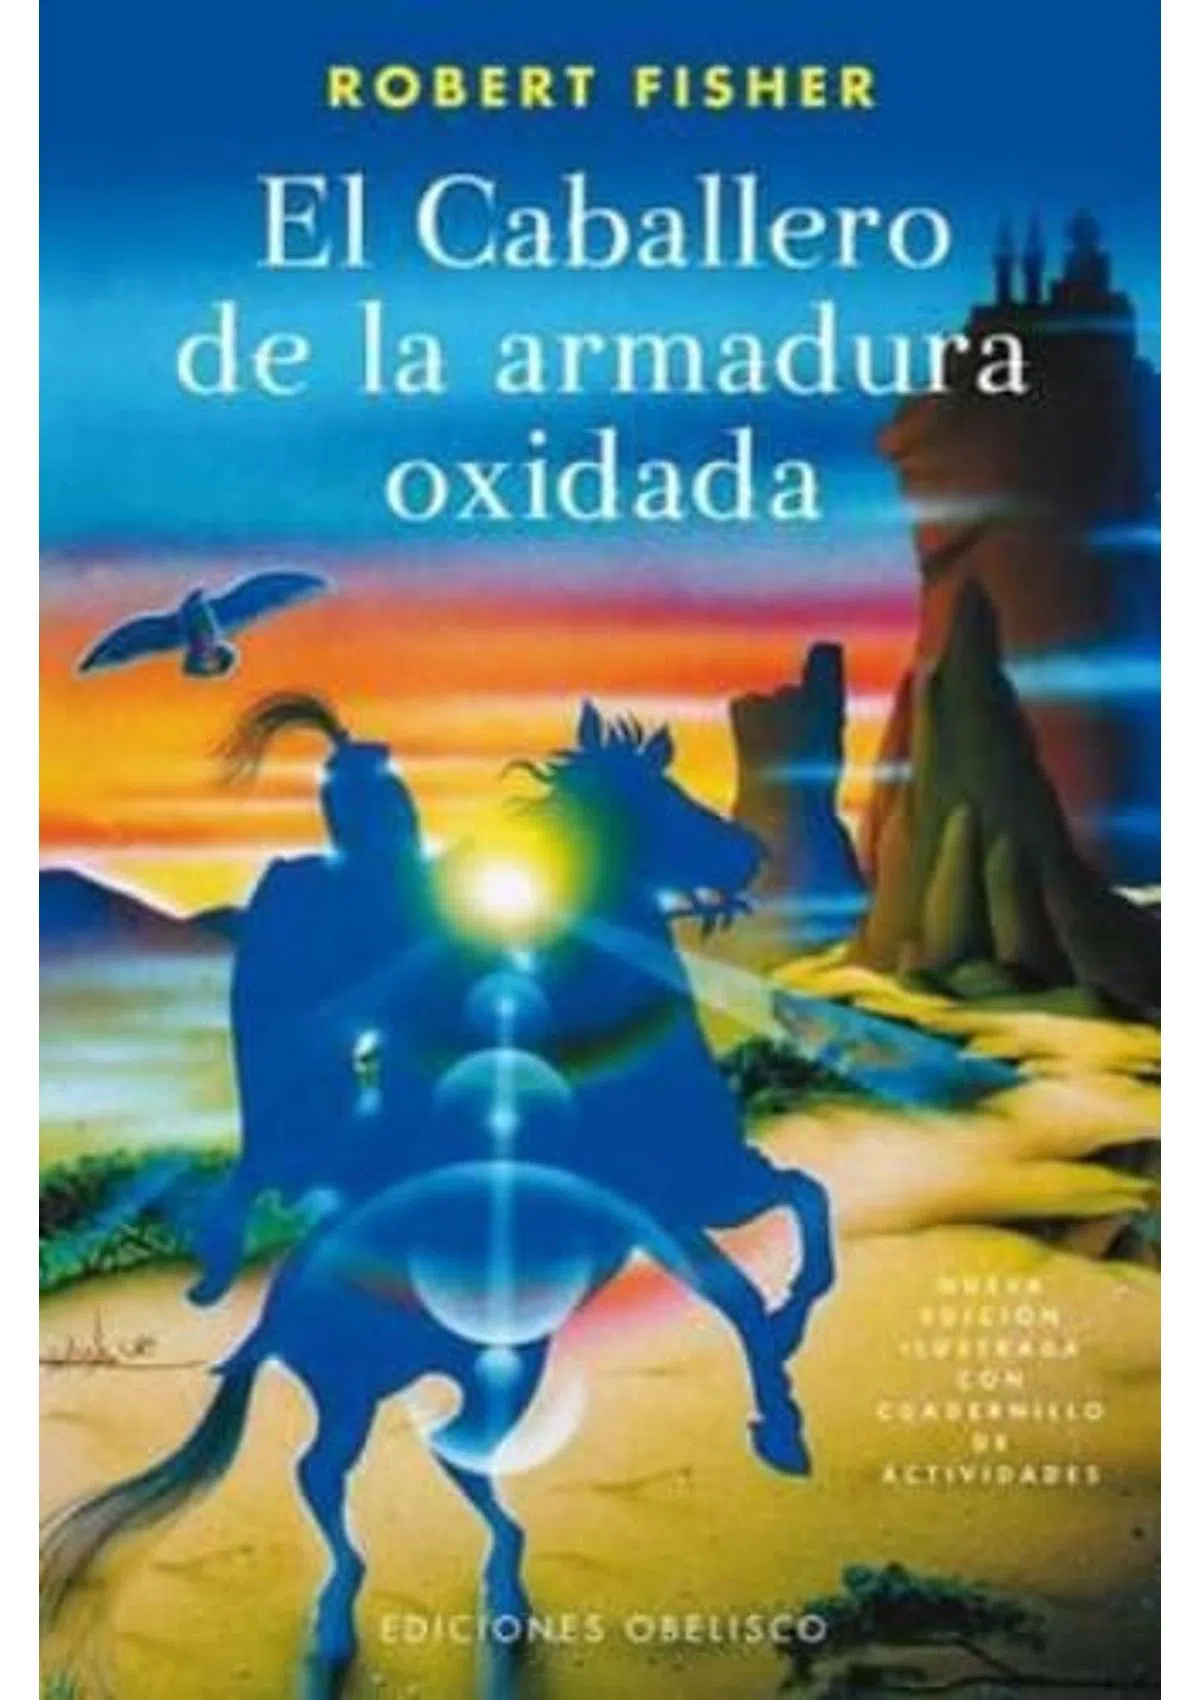 ROBERT FISHER
El Caballero
de la armadura
oxidada
NUEVA
EDICIÓN
ILUSTRADA
CON
CUADERNILLO
DE
ACTIVIDADES
EDICIONES OBELISCO